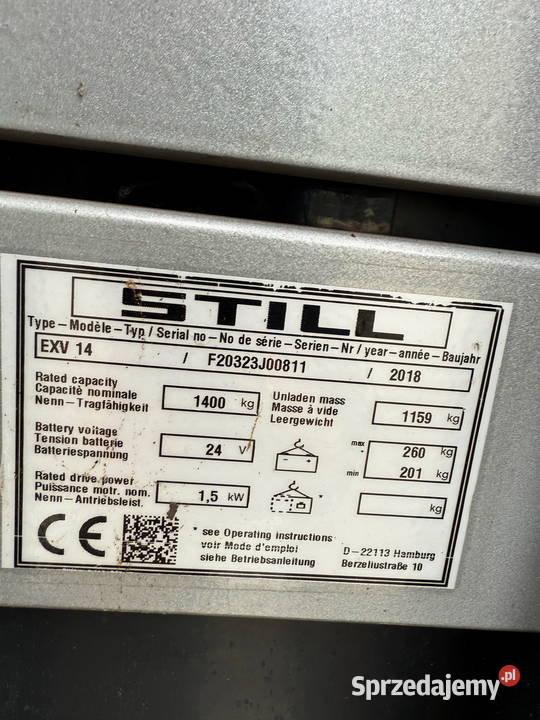 STILL
Type – Modèle – Typ / Serial no – No de série – Serien – Nr / year – année – Baujahr
EXV 14 / F20323J00811 / 2018
Rated capacity
Capacité nominale
Nenn – Tragfähigkeit
1400 kg
Unladen mass
Masse à vide
Leergewicht
1159 kg
Battery voltage
Tension batterie
Batteriespannung
24 V
max 260 kg
min 201 kg
Rated drive power
Puissance motr. nom.
Nenn – Antriebsleist.
1,5 kW
*
kg
CE
* see Operating instructions
voir Mode d'emploi
siehe Betriebsanleitung
D – 22113 Hamburg
Berzeliustraße 10
Sprzedajemy.pl